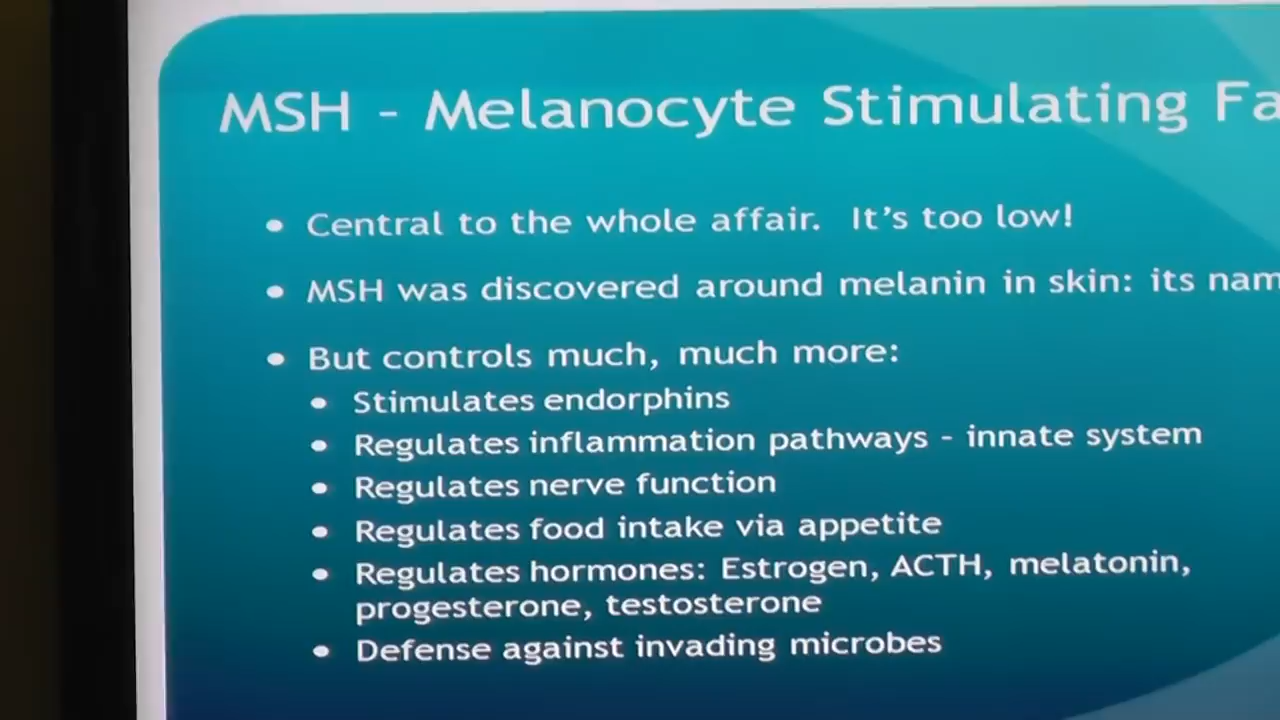 MSH - Melanocyte Stimulating
• Central to the whole affair. It's too low!
• MSH was discovered around melanin in skin: its
• But controls much, much more:
• Stimulates endorphins
• Regulates inflammation pathways - innate system
• Regulates nerve function
• Regulates food intake via appetite
• Regulates hormones: Estrogen, ACTH, melatonin,
progesterone, testosterone
• Defense against invading microbes